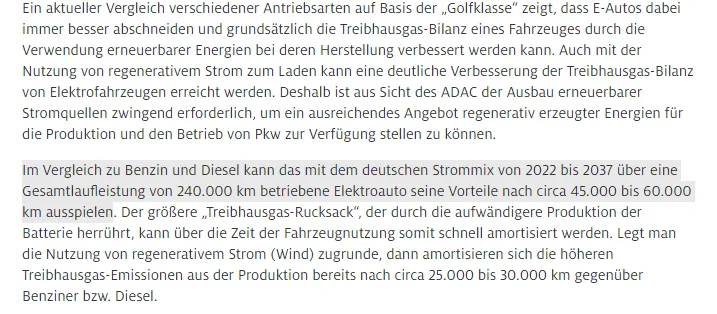 Ein aktueller Vergleich verschiedener Antriebsarten auf Basis der „Golfklasse“ zeigt, dass E-Autos dabei
immer besser abschneiden und grundsätzlich die Treibhausgas-Bilanz eines Fahrzeuges durch die
Verwendung erneuerbarer Energien bei deren Herstellung verbessert werden kann. Auch mit der
Nutzung von regenerativem Strom zum Laden kann eine deutliche Verbesserung der Treibhausgas-Bilanz
von Elektrofahrzeugen erreicht werden. Deshalb ist aus Sicht des ADAC der Ausbau erneuerbarer
Stromquellen zwingend erforderlich, um ein ausreichendes Angebot regenerativ erzeugter Energien für
die Produktion und den Betrieb von Pkw zur Verfügung stellen zu können.
Im Vergleich zu Benzin und Diesel kann das mit dem deutschen Strommix von 2022 bis 2037 über eine
Gesamtlaufleistung von 240.000 km betriebene Elektroauto seine Vorteile nach circa 45.000 bis 60.000
km ausspielen. Der größere „Treibhausgas-Rucksack“, der durch die aufwändigere Produktion der
Batterie herrührt, kann über die Zeit der Fahrzeugnutzung somit schnell amortisiert werden. Legt man
die Nutzung von regenerativem Strom (Wind) zugrunde, dann amortisieren sich die höheren
Treibhausgas-Emissionen aus der Produktion bereits nach circa 25.000 bis 30.000 km gegenüber
Benziner bzw. Diesel.